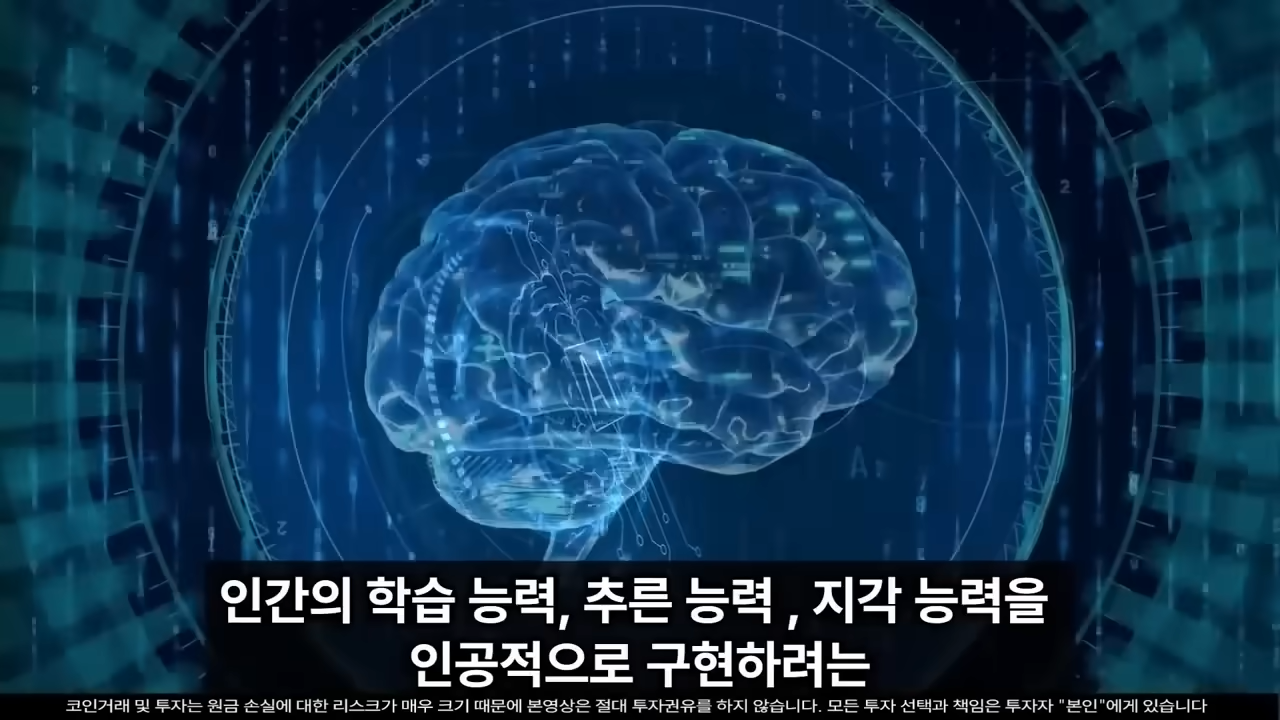 인간의 학습 능력, 추른 능력 , 지각 능력을
인공적으로 구현하려는
코인거래 및 투자는 원금 손실에 대한 리스크가 매우 크기 때문에 본영상은 절대 투자권유를 하지 않습니다. 모든 투자 선택과 책임은 투자자 "본인"에게 있습니다